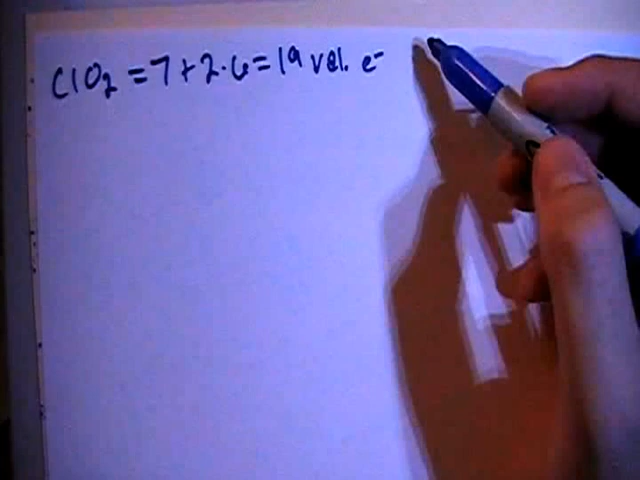 ClO₂ = 7 + 2·6 = 19 val. e⁻